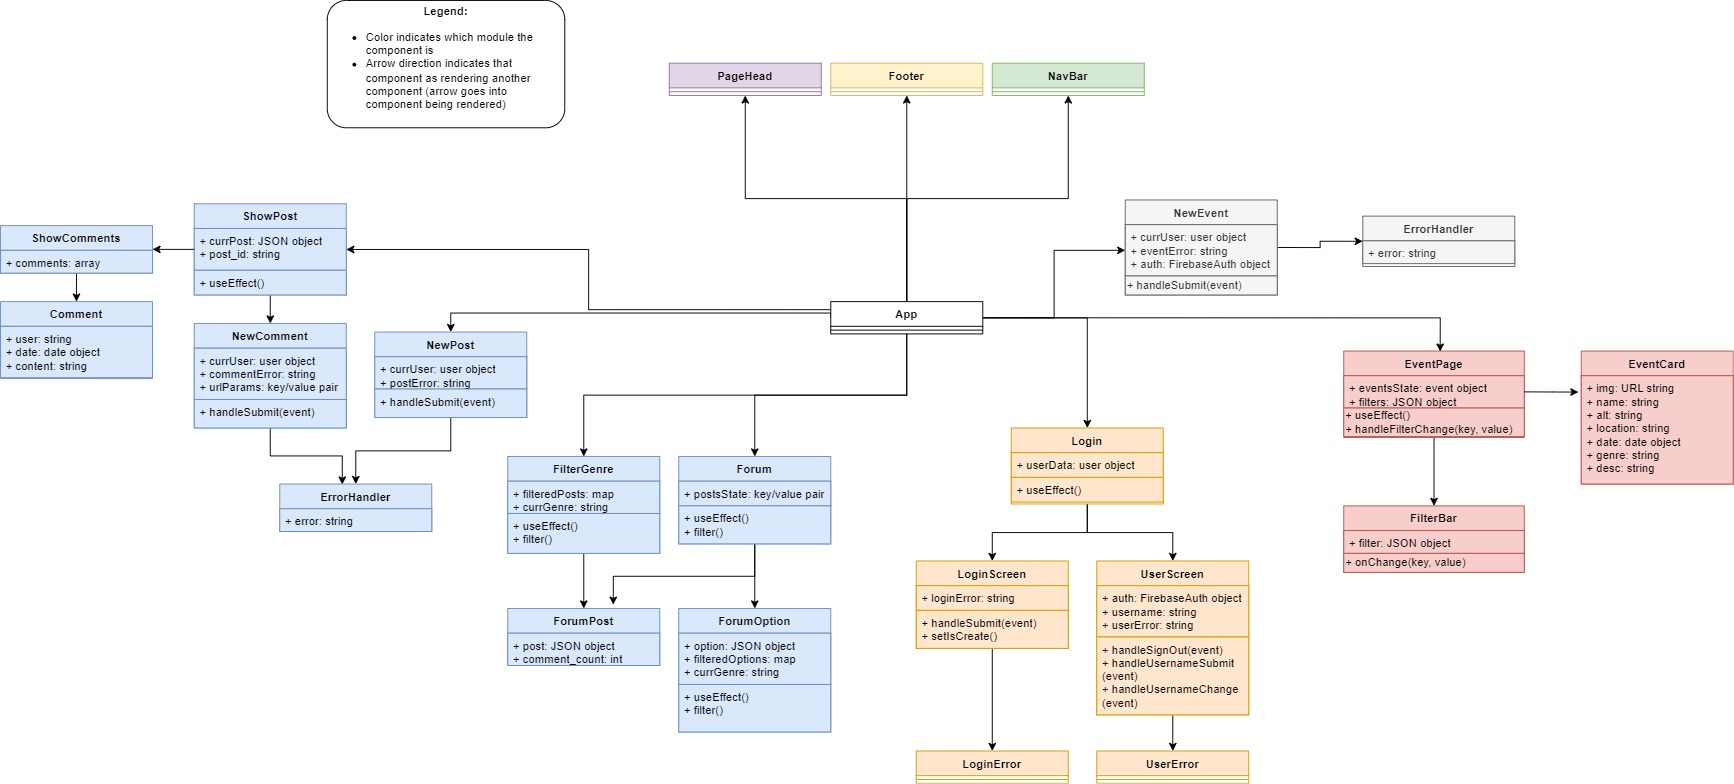 Legend:
• Color indicates which module the
component is
• Arrow direction indicates that
component as rendering another
component (arrow goes into
component being rendered)
PageHead
Footer
NavBar
ShowComments
+ comments: array
Comment
+ user: string
+ date: date object
+ content: string
ShowPost
+ currPost: JSON object
+ post_id: string
+ useEffect()
NewComment
+ currUser: user object
+ commentError: string
+ urlParams: key/value pair
+ handleSubmit(event)
NewPost
+ currUser: user object
+ postError: string
+ handleSubmit(event)
ErrorHandler
+ error: string
App
NewEvent
+ currUser: user object
+ eventError: string
+ auth: FirebaseAuth object
+ handleSubmit(event)
ErrorHandler
+ error: string
FilterGenre
+ filteredPosts: map
+ currGenre: string
+ useEffect()
+ filter()
Forum
+ postsState: key/value pair
+ useEffect()
+ filter()
ForumPost
+ post: JSON object
+ comment_count: int
ForumOption
+ option: JSON object
+ filteredOptions: map
+ currGenre: string
+ useEffect()
+ filter()
Login
+ userData: user object
+ useEffect()
LoginScreen
+ loginError: string
+ handleSubmit(event)
+ setIsCreate()
UserScreen
+ auth: FirebaseAuth object
+ username: string
+ userError: string
+ handleSignOut(event)
+ handleUsernameSubmit
(event)
+ handleUsernameChange
(event)
LoginError
UserError
EventPage
+ eventsState: event object
+ filters: JSON object
+ useEffect()
+ handleFilterChange(key, value)
EventCard
+ img: URL string
+ name: string
+ alt: string
+ location: string
+ date: date object
+ genre: string
+ desc: string
FilterBar
+ filter: JSON object
+ onChange(key, value)